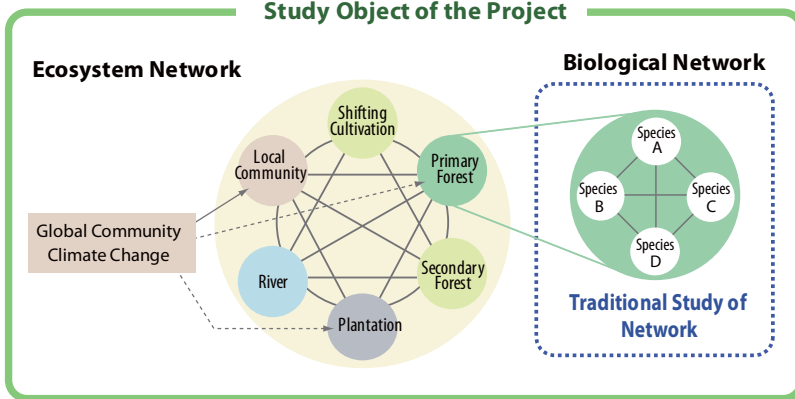 Study Object of the Project
Ecosystem Network
Biological Network
Shifting
Cultivation
Local
Community
Primary
Forest
Global Community
Climate Change
River
Secondary
Forest
Plantation
Species
A
Species
B
Species
C
Species
D
Traditional Study of
Network